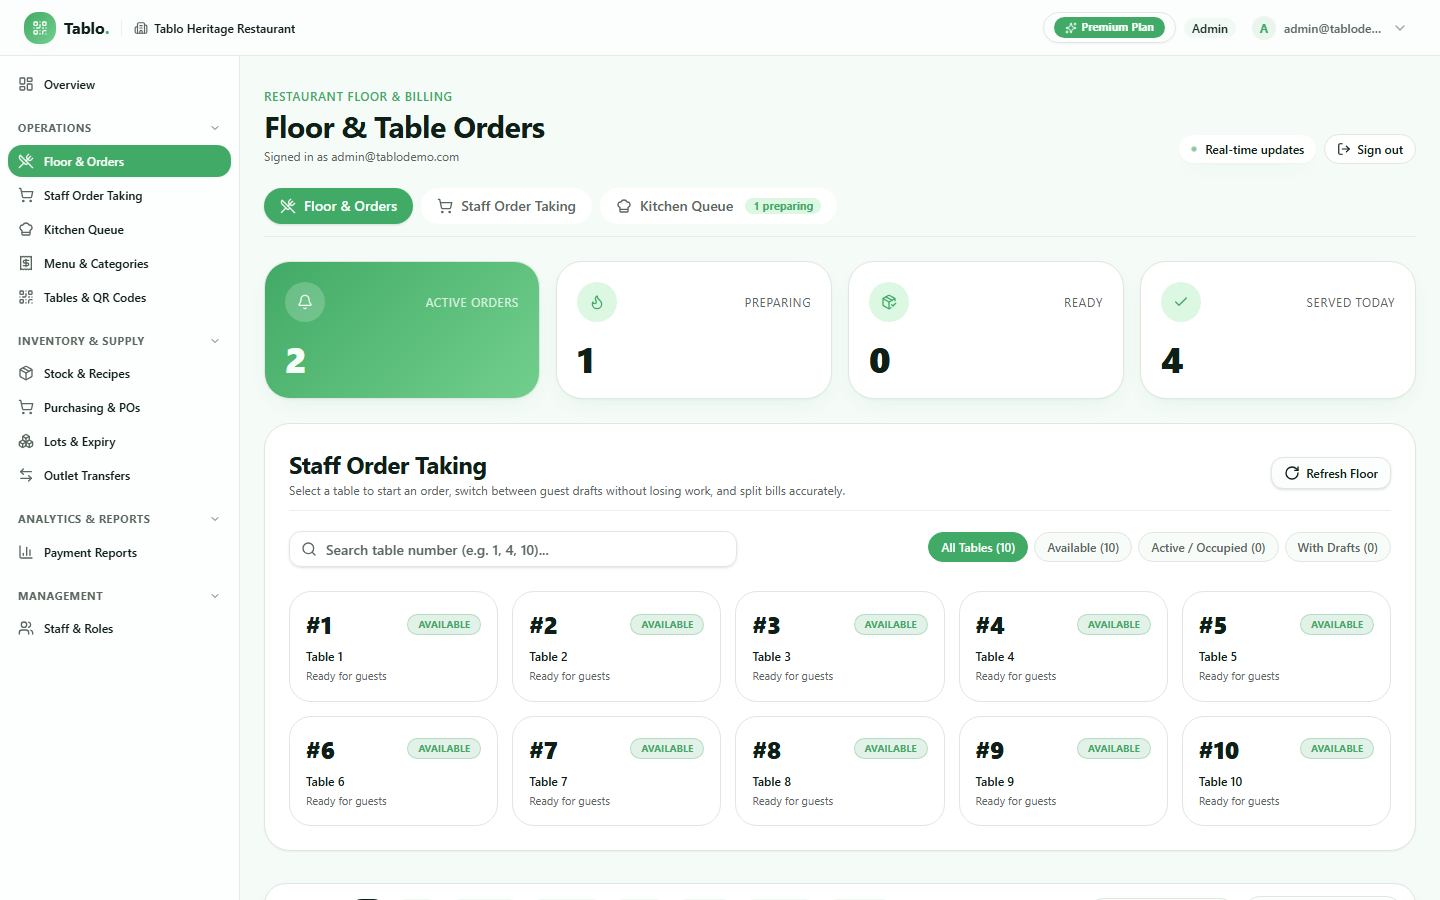 Tablo.
Tablo Heritage Restaurant
Premium Plan
Admin
A
admin@tablode...
Overview
OPERATIONS
Floor & Orders
Staff Order Taking
Kitchen Queue
Menu & Categories
Tables & QR Codes
INVENTORY & SUPPLY
Stock & Recipes
Purchasing & POs
Lots & Expiry
Outlet Transfers
ANALYTICS & REPORTS
Payment Reports
MANAGEMENT
Staff & Roles
RESTAURANT FLOOR & BILLING
Floor & Table Orders
Signed in as admin@tablodemo.com
Real-time updates
Sign out
Floor & Orders
Staff Order Taking
Kitchen Queue
1 preparing
ACTIVE ORDERS
2
PREPARING
1
READY
0
SERVED TODAY
4
Staff Order Taking
Select a table to start an order, switch between guest drafts without losing work, and split bills accurately.
Refresh Floor
Search table number (e.g. 1, 4, 10)...
All Tables (10)
Available (10)
Active / Occupied (0)
With Drafts (0)
#1
AVAILABLE
Table 1
Ready for guests
#2
AVAILABLE
Table 2
Ready for guests
#3
AVAILABLE
Table 3
Ready for guests
#4
AVAILABLE
Table 4
Ready for guests
#5
AVAILABLE
Table 5
Ready for guests
#6
AVAILABLE
Table 6
Ready for guests
#7
AVAILABLE
Table 7
Ready for guests
#8
AVAILABLE
Table 8
Ready for guests
#9
AVAILABLE
Table 9
Ready for guests
#10
AVAILABLE
Table 10
Ready for guests